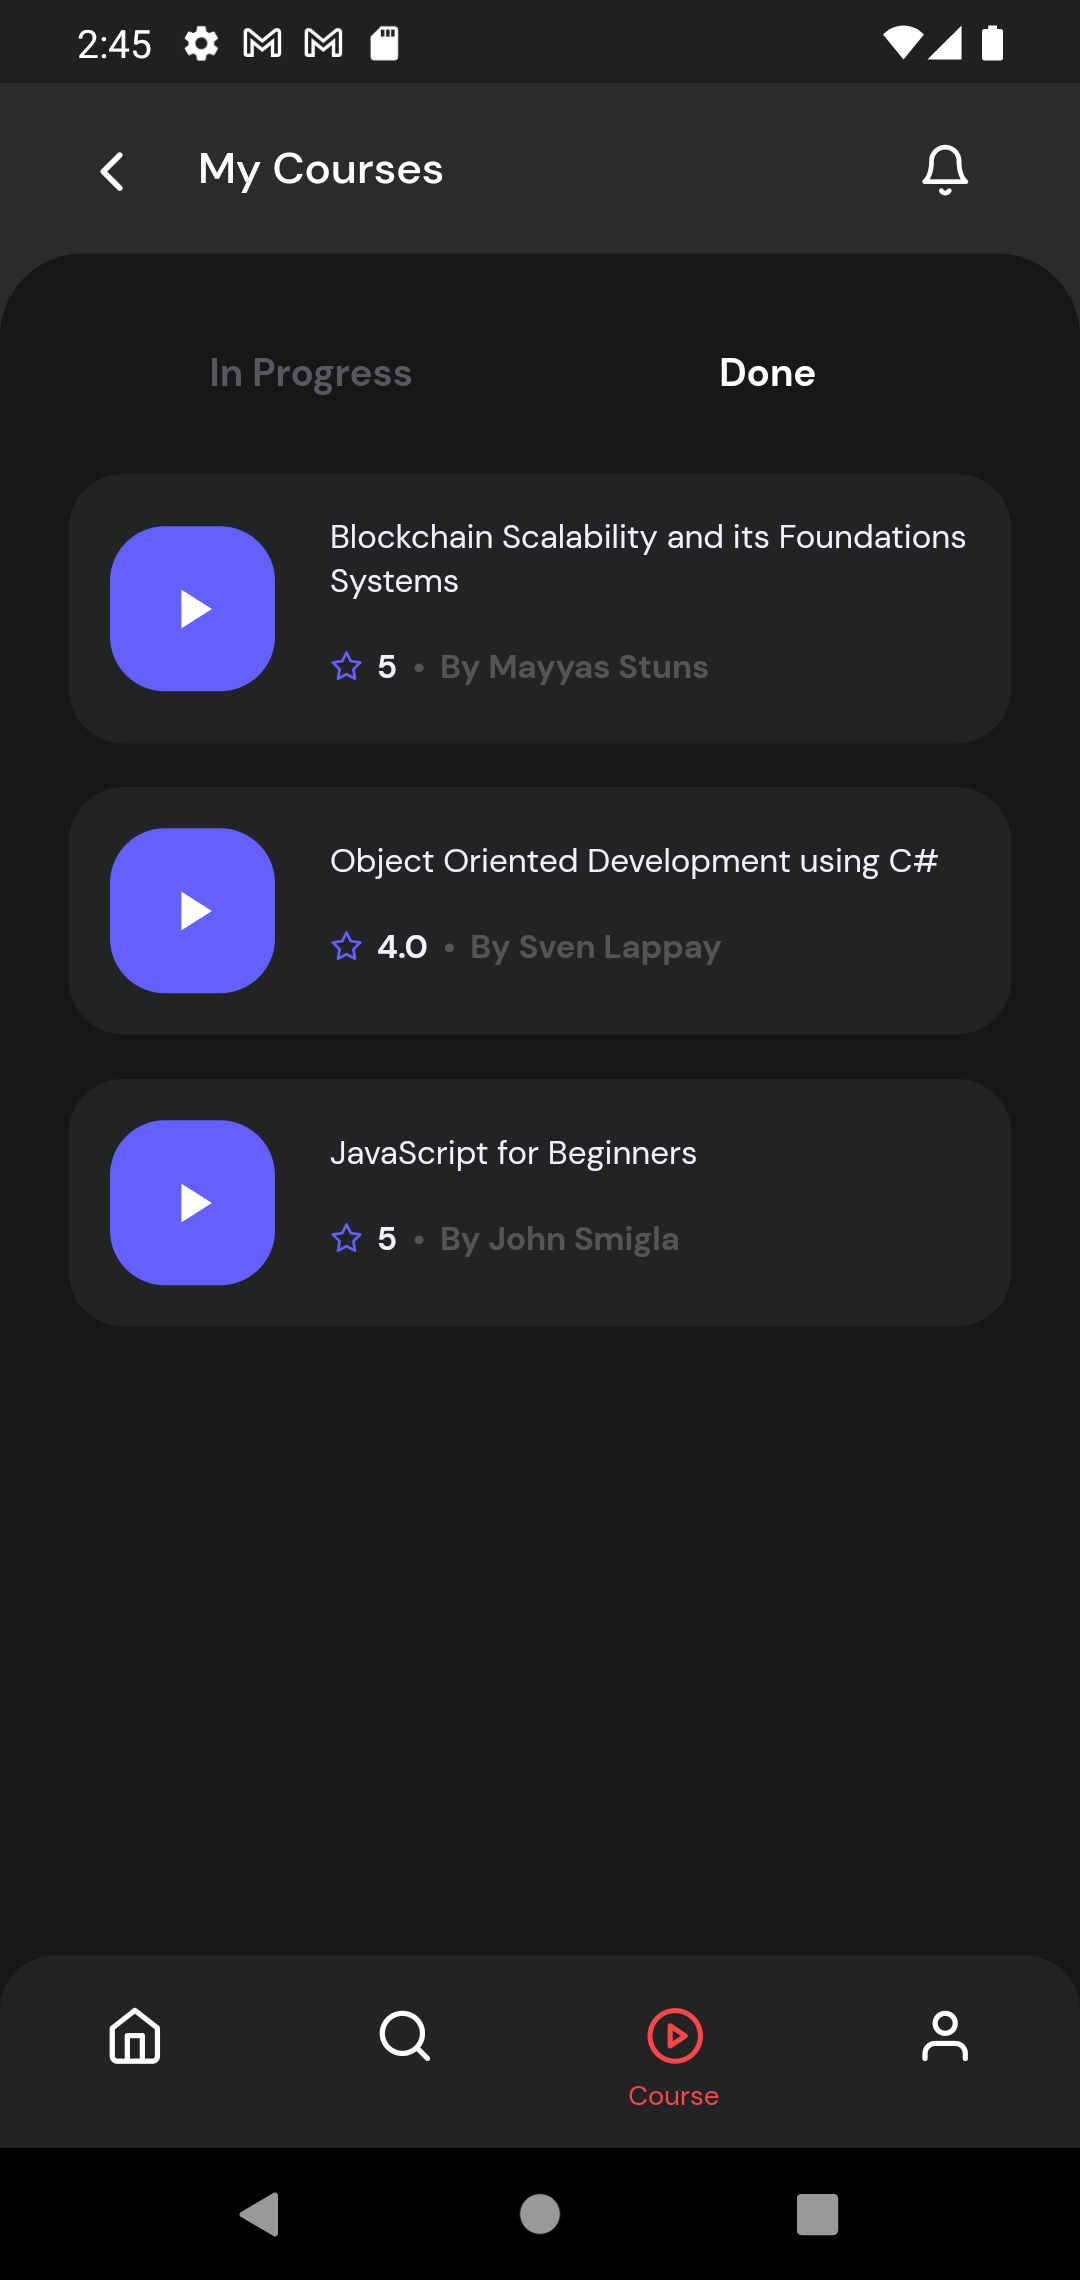 2:45
My Courses
In Progress
Done
Blockchain Scalability and its Foundations
Systems
5 • By Mayyas Stuns
Object Oriented Development using C#
4.0 • By Sven Lappay
JavaScript for Beginners
5 • By John Smigla
Course